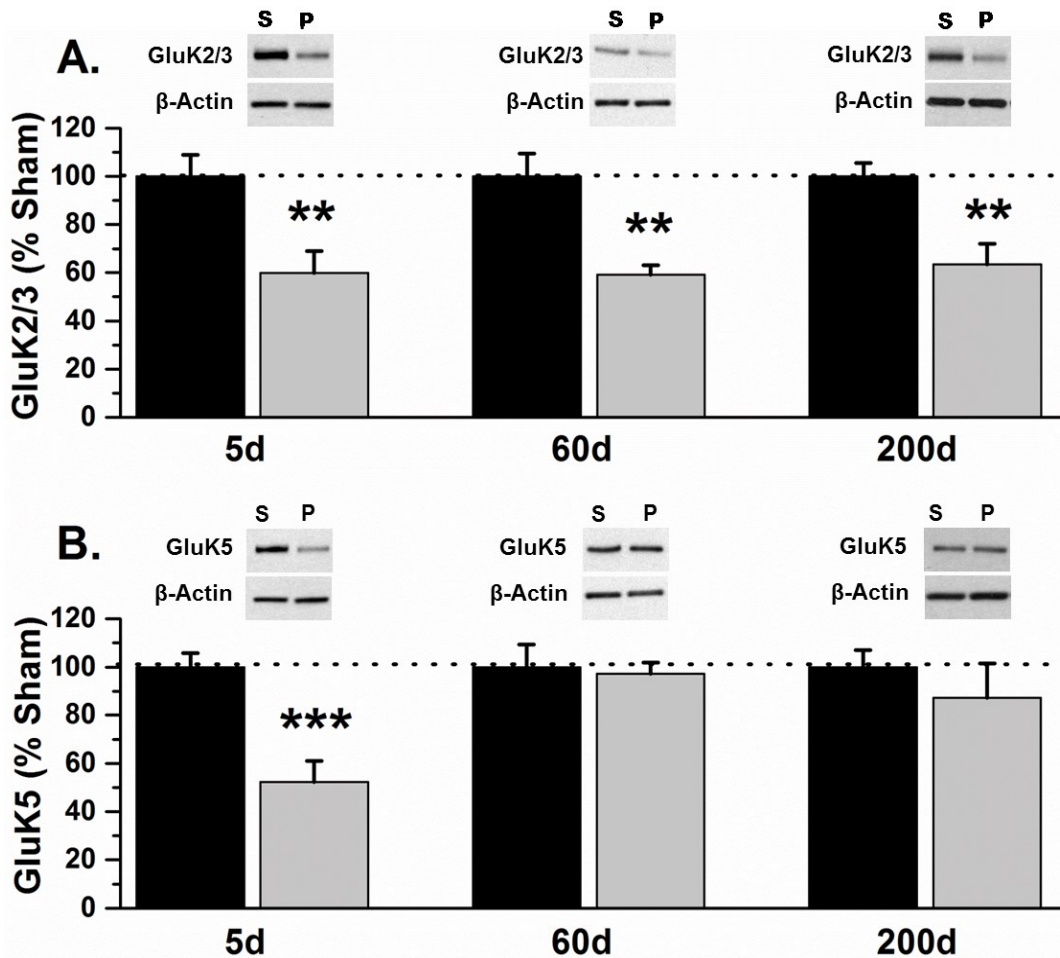 A.
S P
GluK2/3
β-Actin
S P
GluK2/3
β-Actin
S P
GluK2/3
β-Actin
GluK2/3 (% Sham)
120
100
80
60
40
20
0
**
**
**
5d 60d 200d
B.
S P
GluK5
β-Actin
S P
GluK5
β-Actin
S P
GluK5
β-Actin
GluK5 (% Sham)
120
100
80
60
40
20
0
***
5d 60d 200d